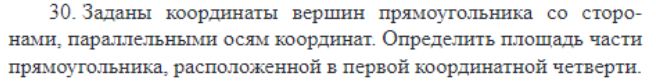 30. Заданы координаты вершин прямоугольника со сторо-
нами, параллельными осям координат. Определить площадь части
прямоугольника, расположенной в первой координатной четверти.